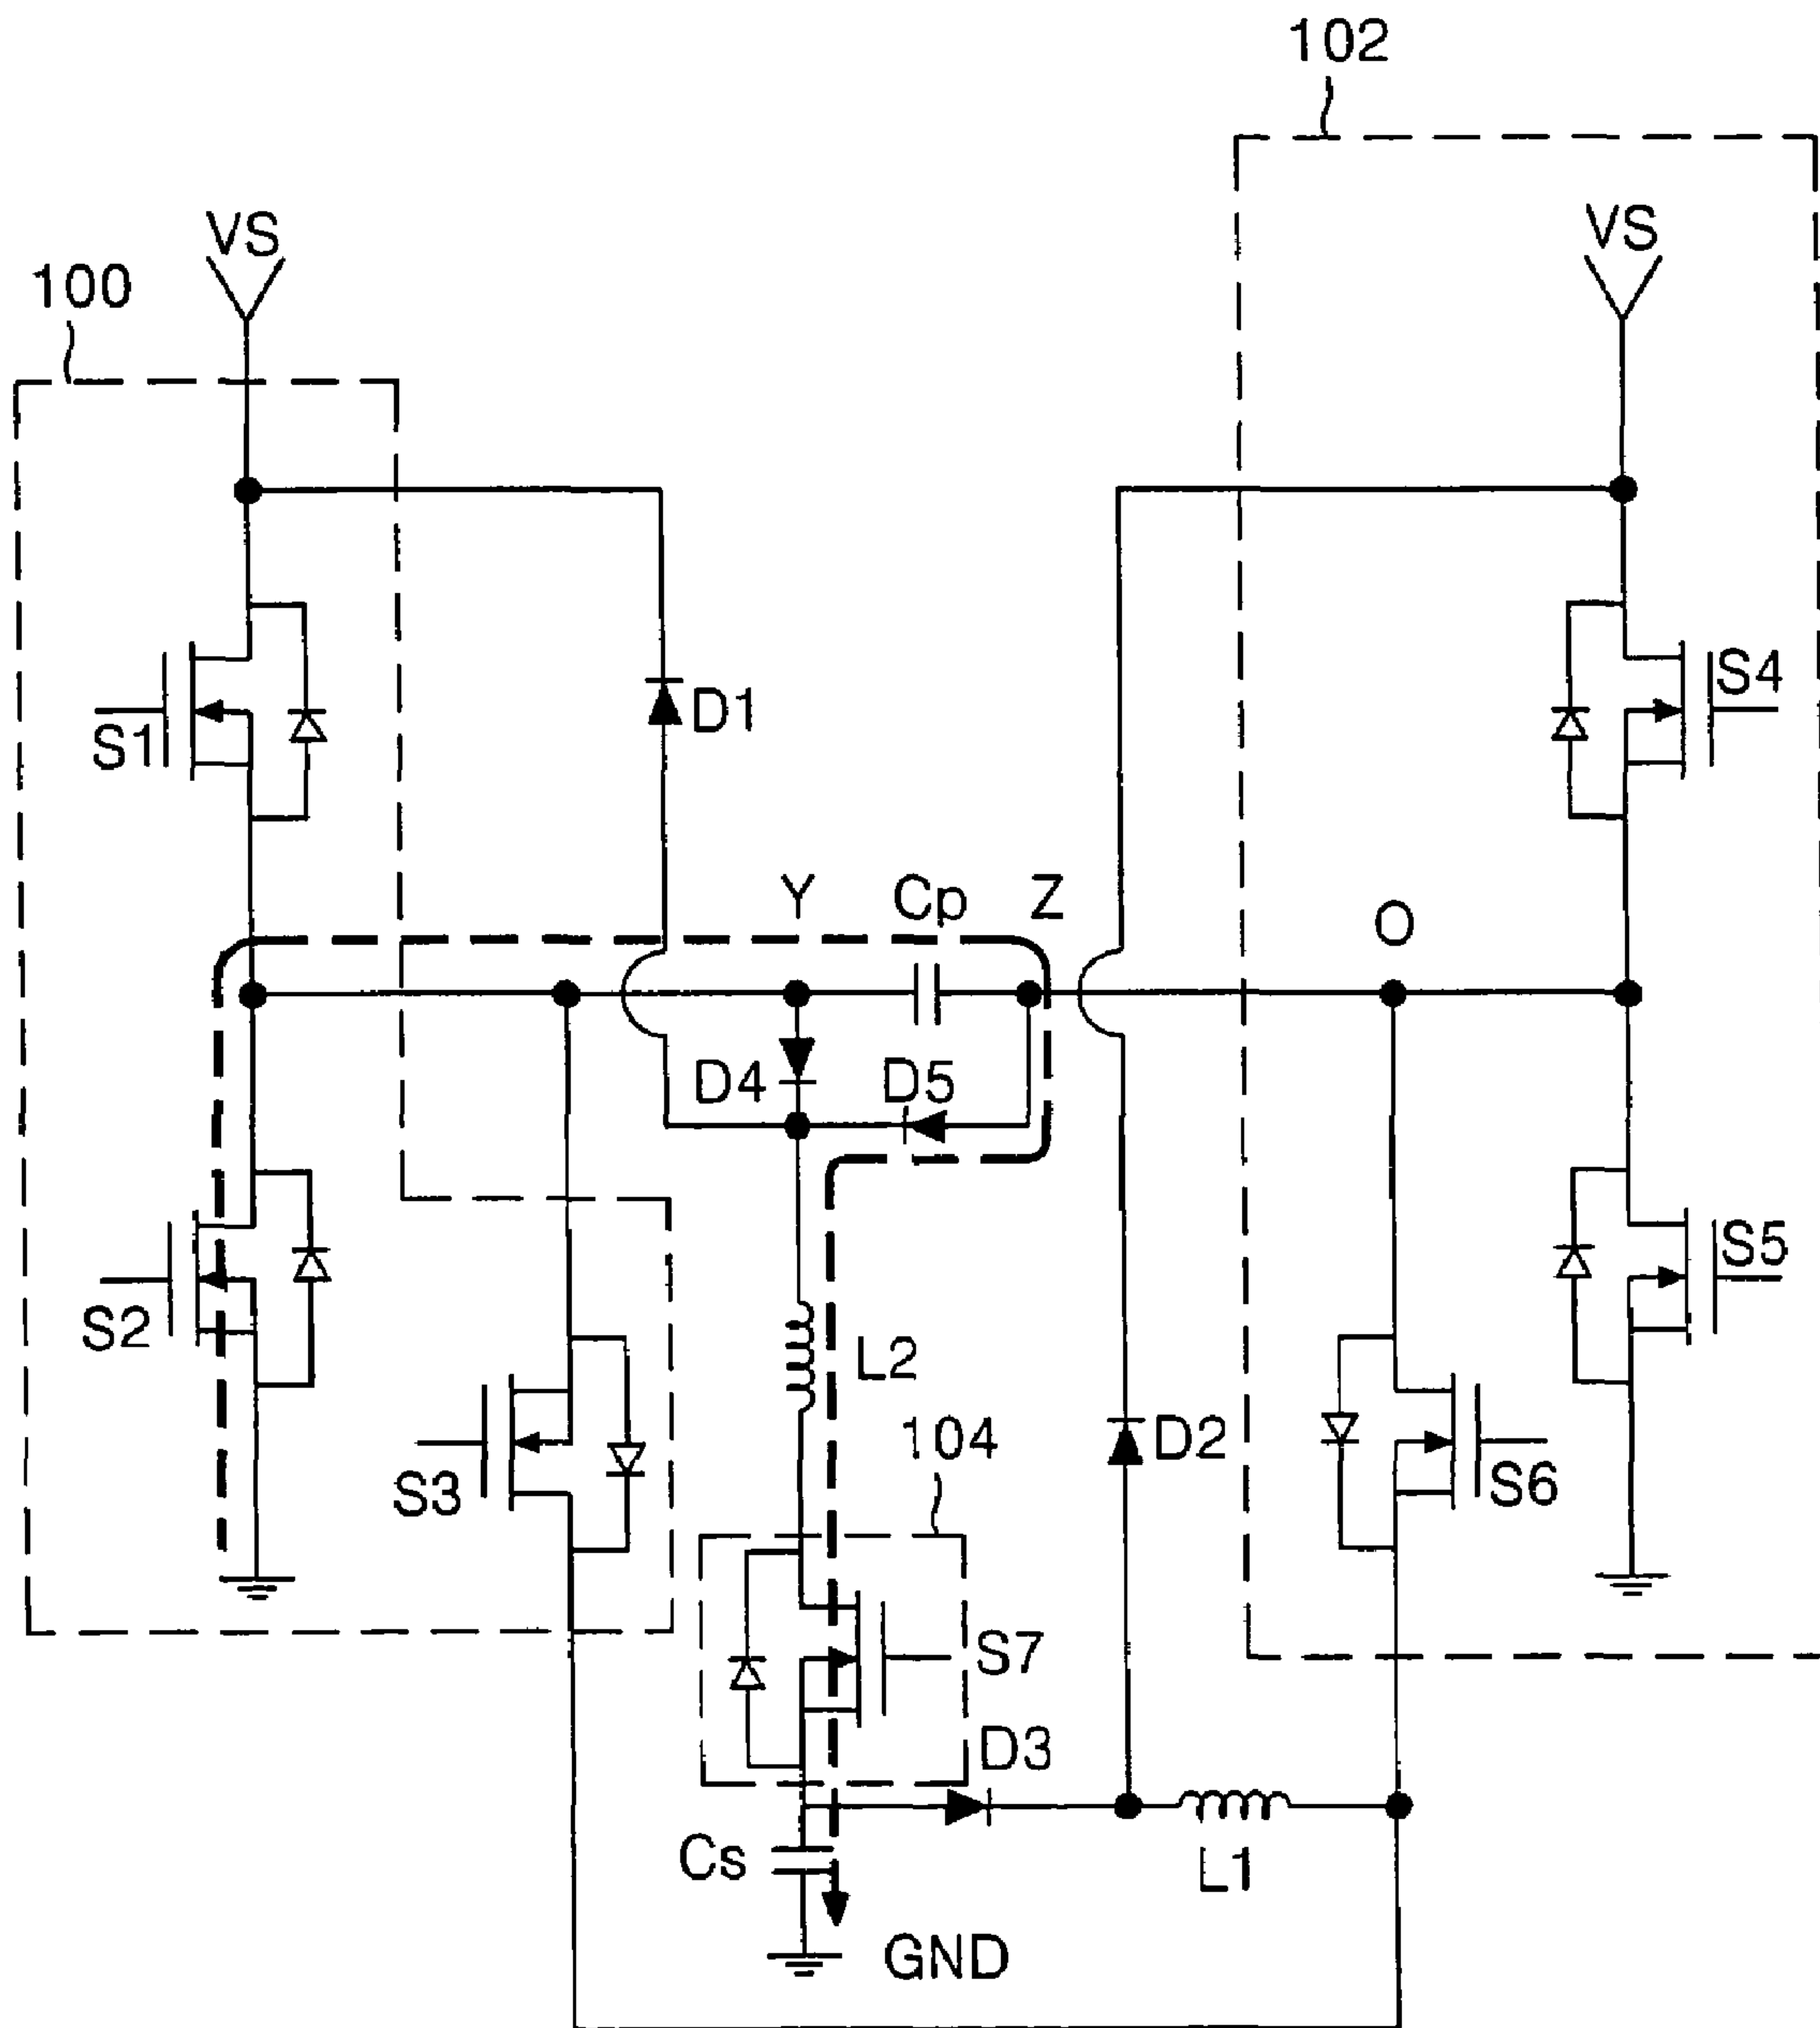 102
VS
VS
100
S4
D1
S1
Y
Cp
Z
O
D4
D5
S5
S2
L2
104
D2
S3
S6
S7
D3
Cs
L1
GND